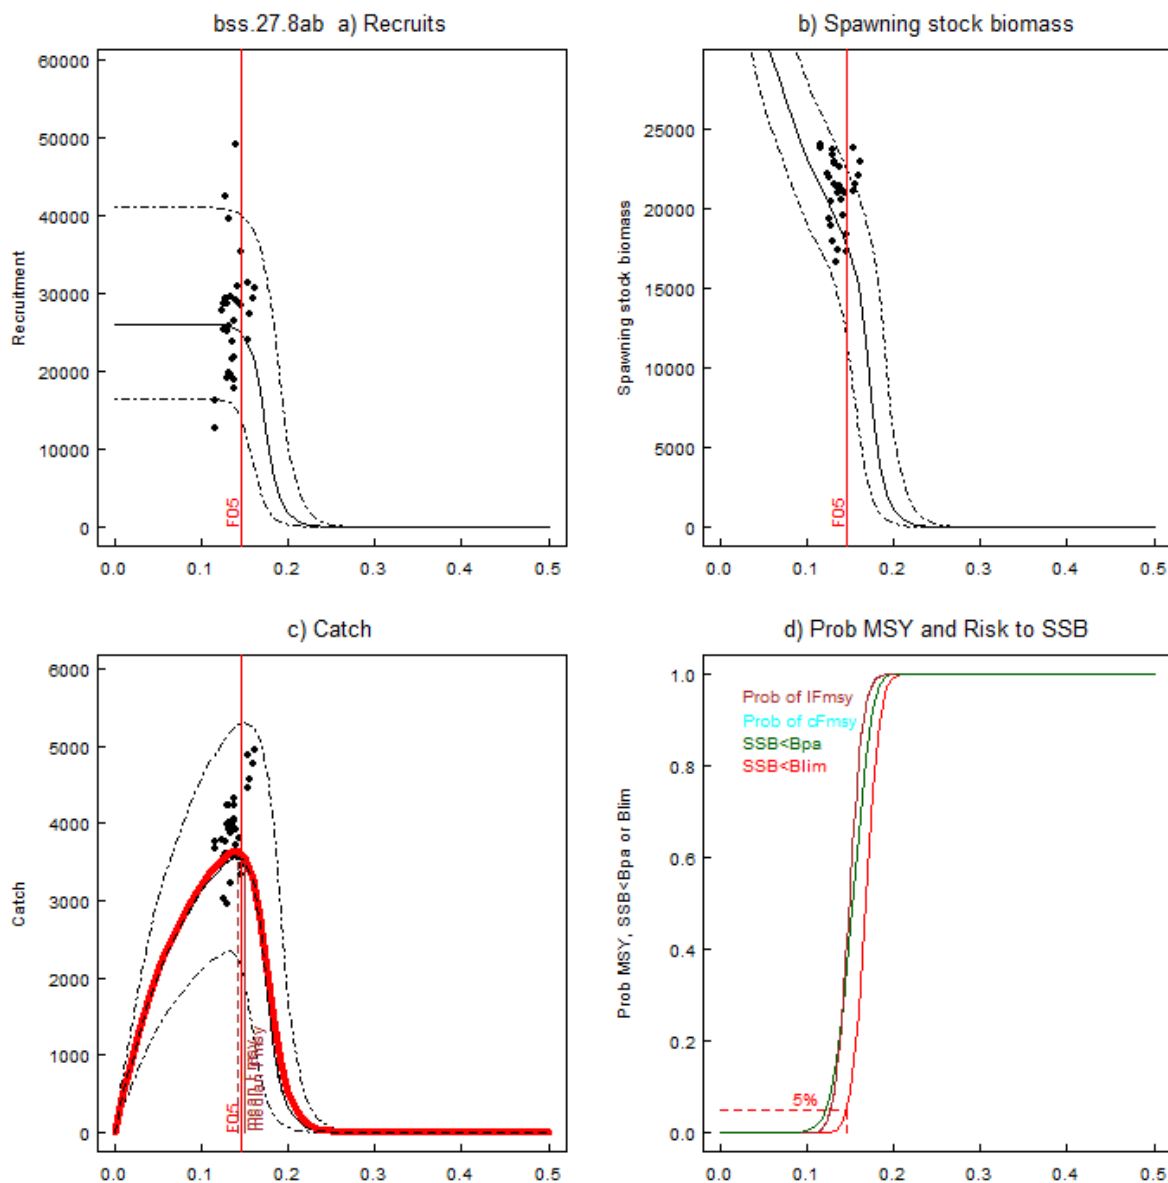 bss.27.8ab  a) Recruits
60000
50000
40000
30000
20000
10000
0
Recruitment
F05
0.0 0.1 0.2 0.3 0.4 0.5
b) Spawning stock biomass
25000
20000
15000
10000
5000
0
Spawning stock biomass
F05
0.0 0.1 0.2 0.3 0.4 0.5
c) Catch
6000
5000
4000
3000
2000
1000
0
Catch
F05
mean Fmsy
median Fmsy
0.0 0.1 0.2 0.3 0.4 0.5
d) Prob MSY and Risk to SSB
1.0
0.8
0.6
0.4
0.2
0.0
Prob MSY, SSB<Bpa or Blim
Prob of lFmsy
Prob of cFmsy
SSB<Bpa
SSB<Blim
5%
0.0 0.1 0.2 0.3 0.4 0.5